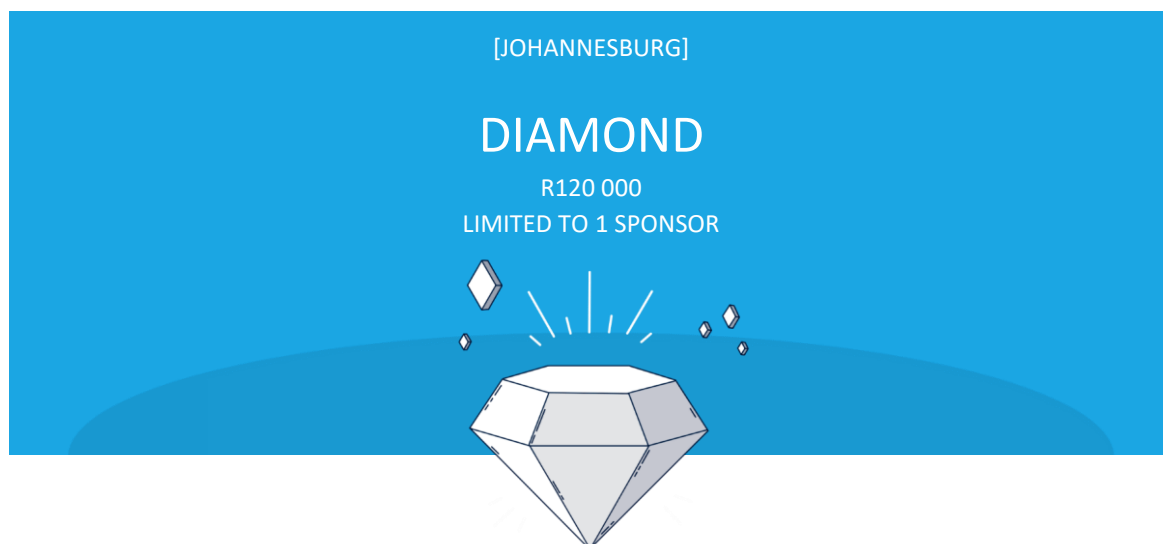 [JOHANNESBURG]
DIAMOND
R120 000
LIMITED TO 1 SPONSOR